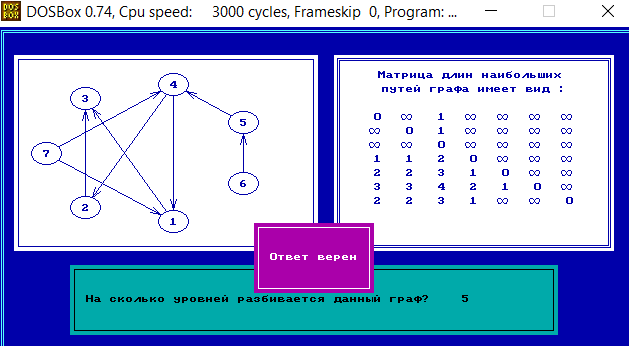 DOSBox 0.74, Cpu speed: 3000 cycles, Frameskip 0, Program: ...
DOS
BOX
3
4
5
7
6
2
1
Матрица длин наибольших
путей графа имеет вид :
0 ∞ 1 ∞ ∞ ∞ ∞
∞ 0 1 ∞ ∞ ∞ ∞
∞ ∞ 0 ∞ ∞ ∞ ∞
1 1 2 0 ∞ ∞ ∞
2 2 3 1 0 ∞ ∞
3 3 4 2 1 0 ∞
2 2 3 1 ∞ ∞ 0
Ответ верен
На сколько уровней разбивается данный граф? 5